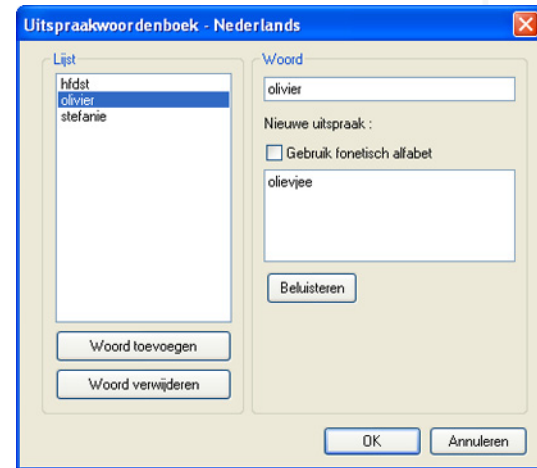 Uitspraakwoordenboek - Nederlands
Lijst
hfdst
olivier
stefanie
Woord toevoegen
Woord verwijderen
Woord
olivier
Nieuwe uitspraak :
Gebruik fonetisch alfabet
olievjee
Beluisteren
OK
Annuleren